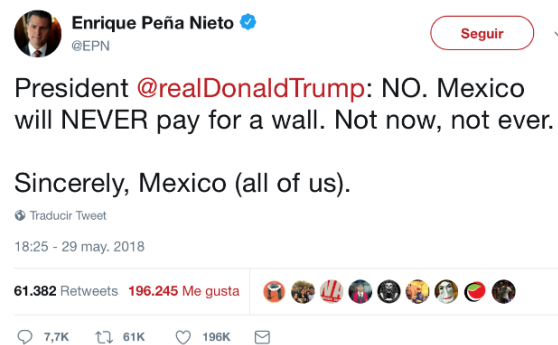 Enrique Peña Nieto
@EPN
Seguir
President @realDonaldTrump: NO. Mexico
will NEVER pay for a wall. Not now, not ever.
Sincerely, Mexico (all of us).
Traducir Tweet
18:25 - 29 may. 2018
61.382 Retweets 196.245 Me gusta
7,7K 61K 196K